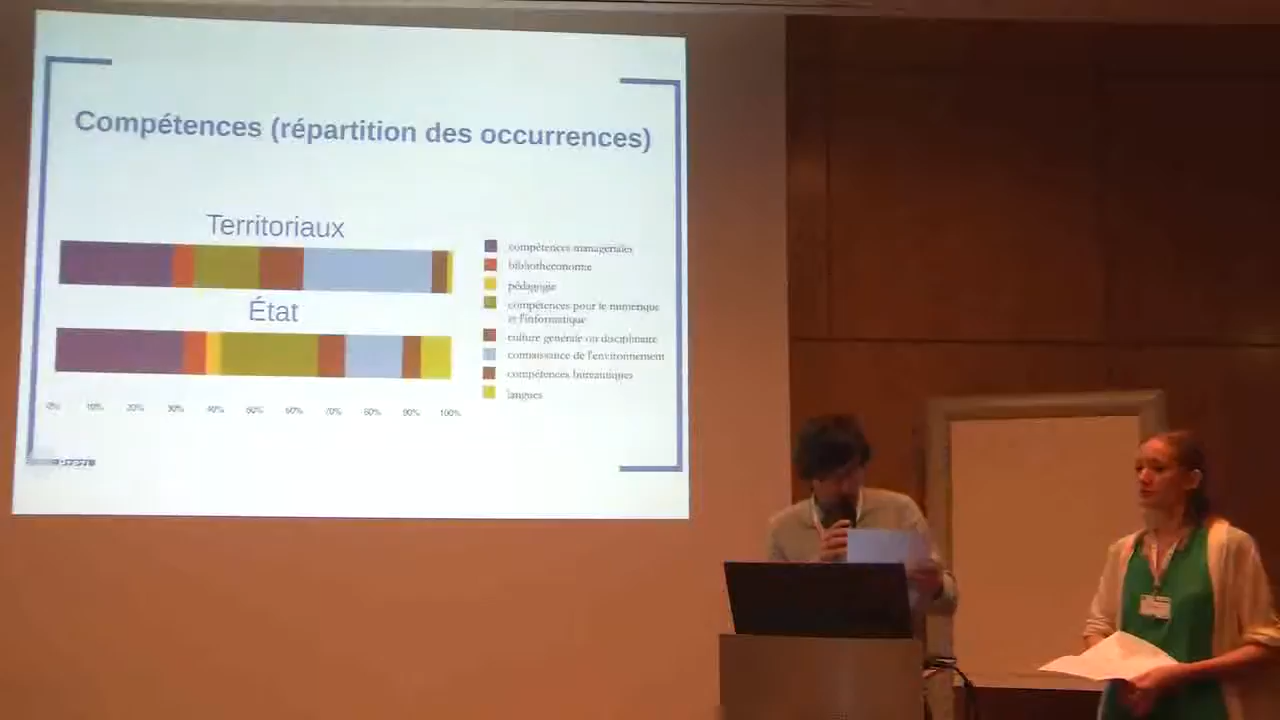 Compétences (répartition des occurrences)
Territoriaux
État
compétences managériales
bibliothéconomie
pédagogie
compétences pour le numérique
et l'informatique
culture générale ou disciplinaire
connaissance de l'environnement
compétences bureautiques
langues
0% 10% 20% 30% 40% 50% 60% 70% 80% 90% 100%